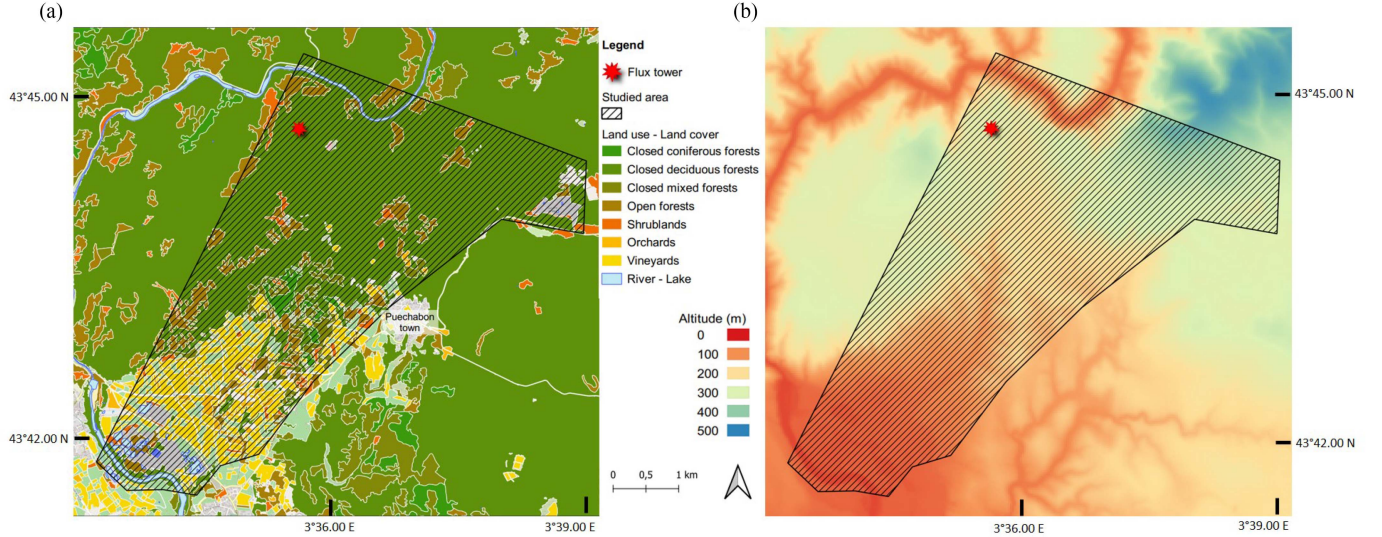 (a)
(b)
Legend
Flux tower
Studied area
Land use - Land cover
Closed coniferous forests
Closed deciduous forests
Closed mixed forests
Open forests
Shrublands
Orchards
Vineyards
River - Lake
43°45.00 N
43°42.00 N
Puechabon
town
Altitude (m)
0
100
200
300
400
500
0 0,5 1 km
3°36.00 E
3°39.00 E
43°45.00 N
43°42.00 N
3°36.00 E
3°39.00 E